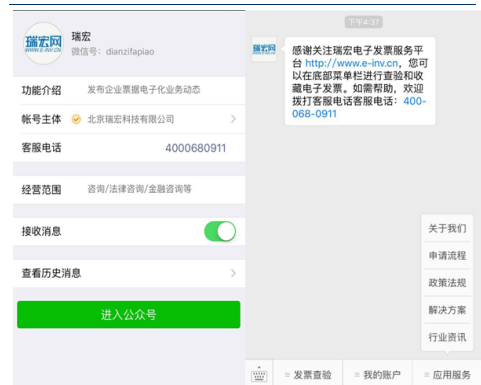 瑞宏网
WWW.E-INV.CN
瑞宏
微信号：dianzifapiao
功能介绍 发布企业票据电子化业务动态
帐号主体 北京瑞宏科技有限公司
客服电话 4000680911
经营范围 咨询/法律咨询/金融咨询等
接收消息
查看历史消息
进入公众号
下午4:37
瑞宏网
感谢关注瑞宏电子发票服务平
台 http://www.e-inv.cn，您可
以在底部菜单栏进行查验和收
藏电子发票。如需帮助，欢迎
拨打客服电话客服电话：400-
068-0911
关于我们
申请流程
政策法规
解决方案
行业资讯
发票查验 我的账户 应用服务